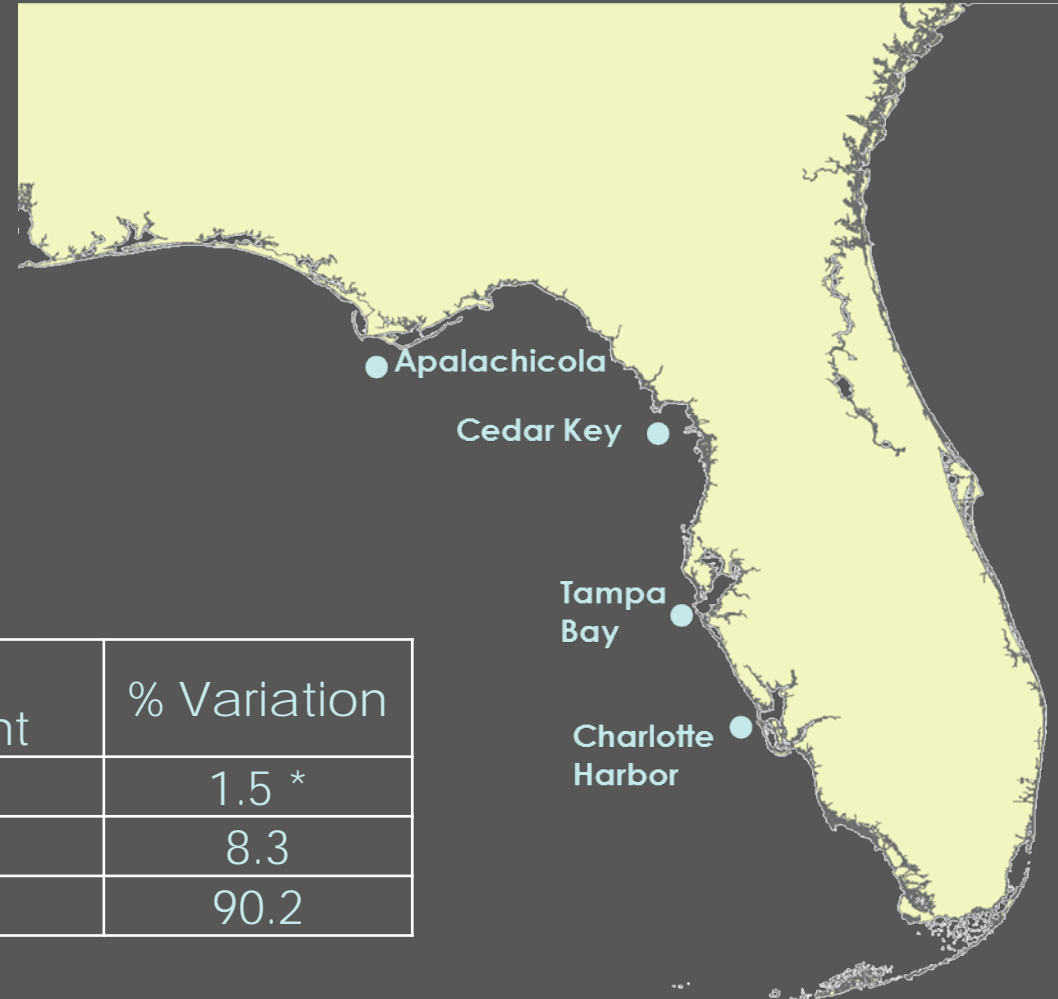 Apalachicola
Cedar Key
Tampa
Bay
Charlotte
Harbor
% Variation
1.5 *
8.3
90.2